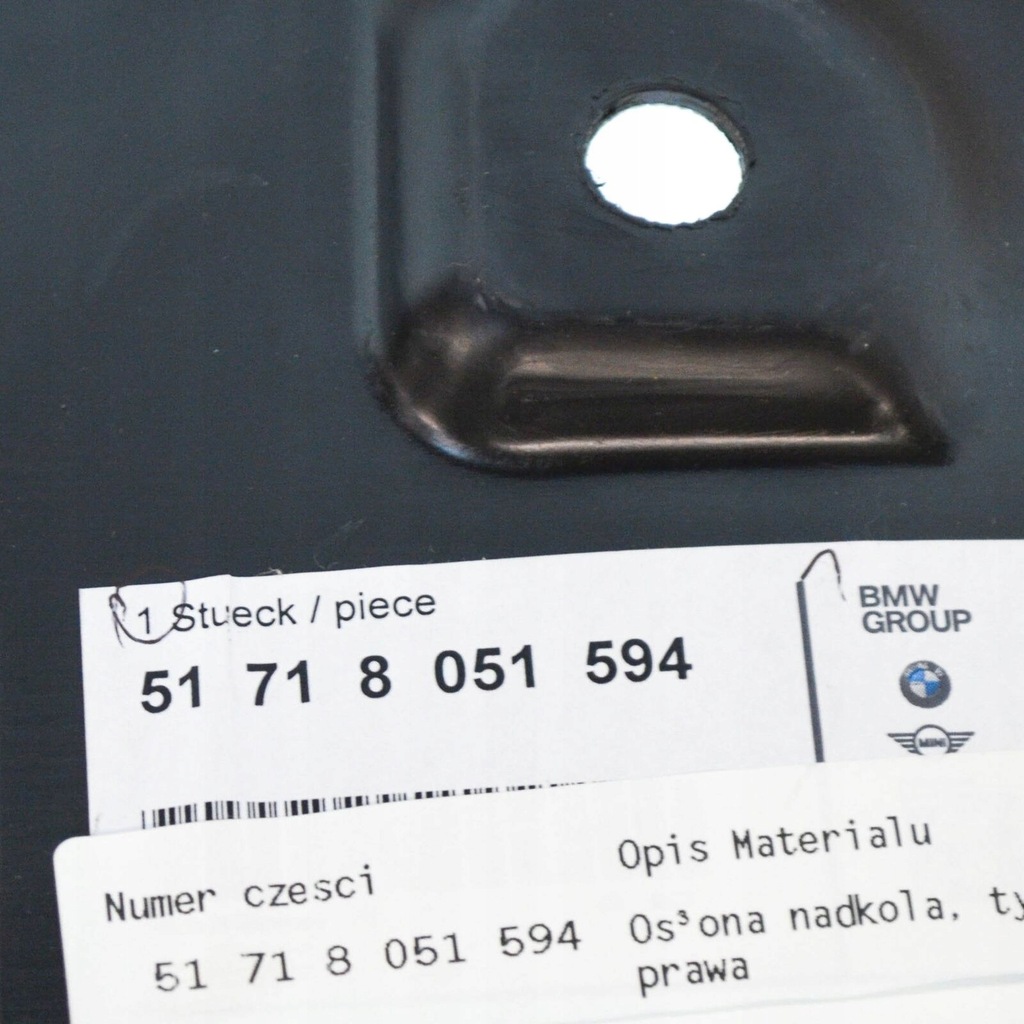 1 Stueck / piece
51 71 8 051 594
BMW
GROUP
MINI
Numer czesci
Opis Materialu
51 71 8 051 594
Os³ona nadkola, ty
prawa